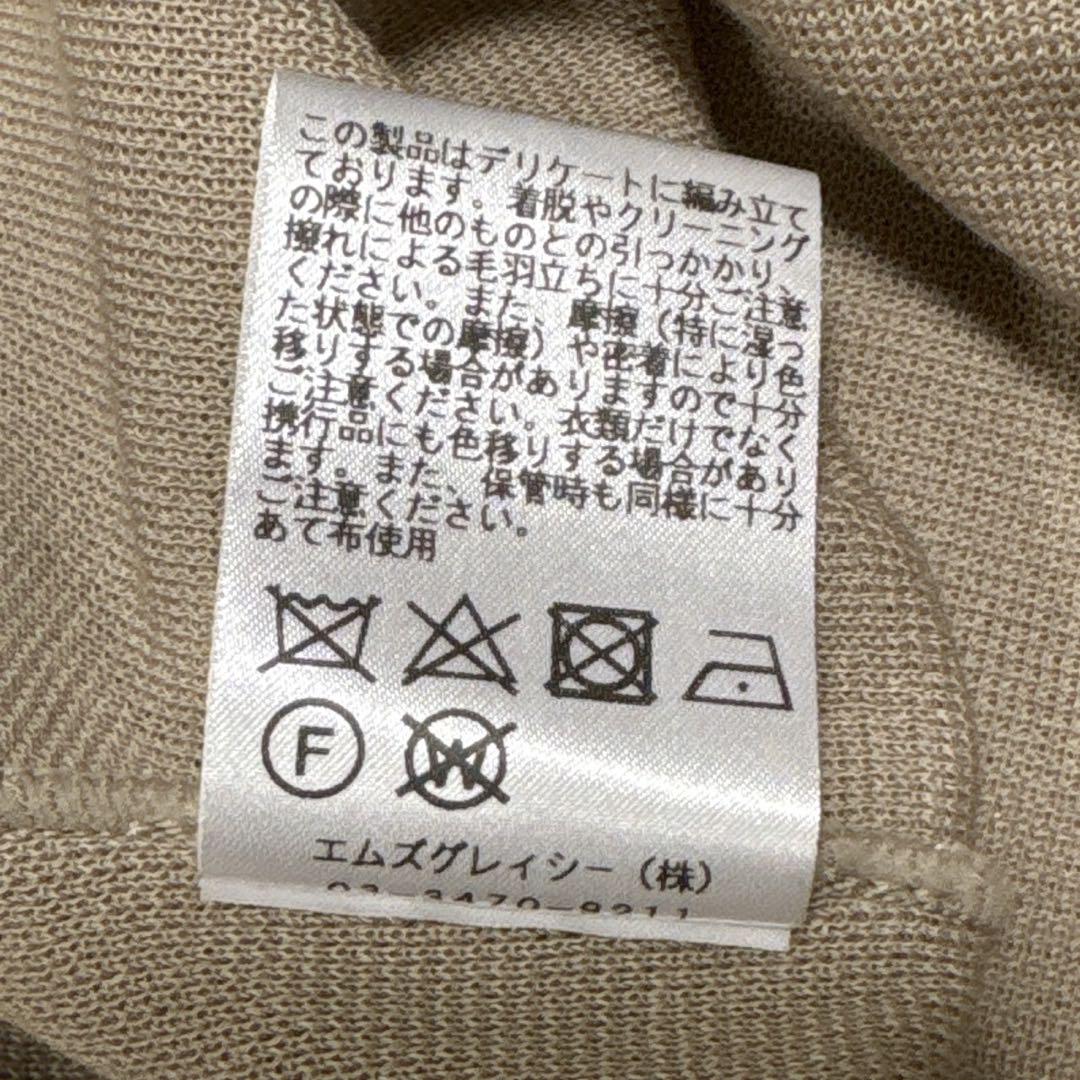 この製品はデリケートに編み立て
ております。着脱やクリーニング
の際に他のものとの引っかかり、
擦れによる毛羽立ちに十分ご注意
ください。また、摩擦(特に湿っ
た状態での摩擦)や密着により色
移りする場合がありますので十分
ご注意ください。衣類だけでなく
携行品にも色移りする場合があり
ます。また、保管時も同様に十分
ご注意ください。
あて布使用
F W
エムズグレイシー(株)